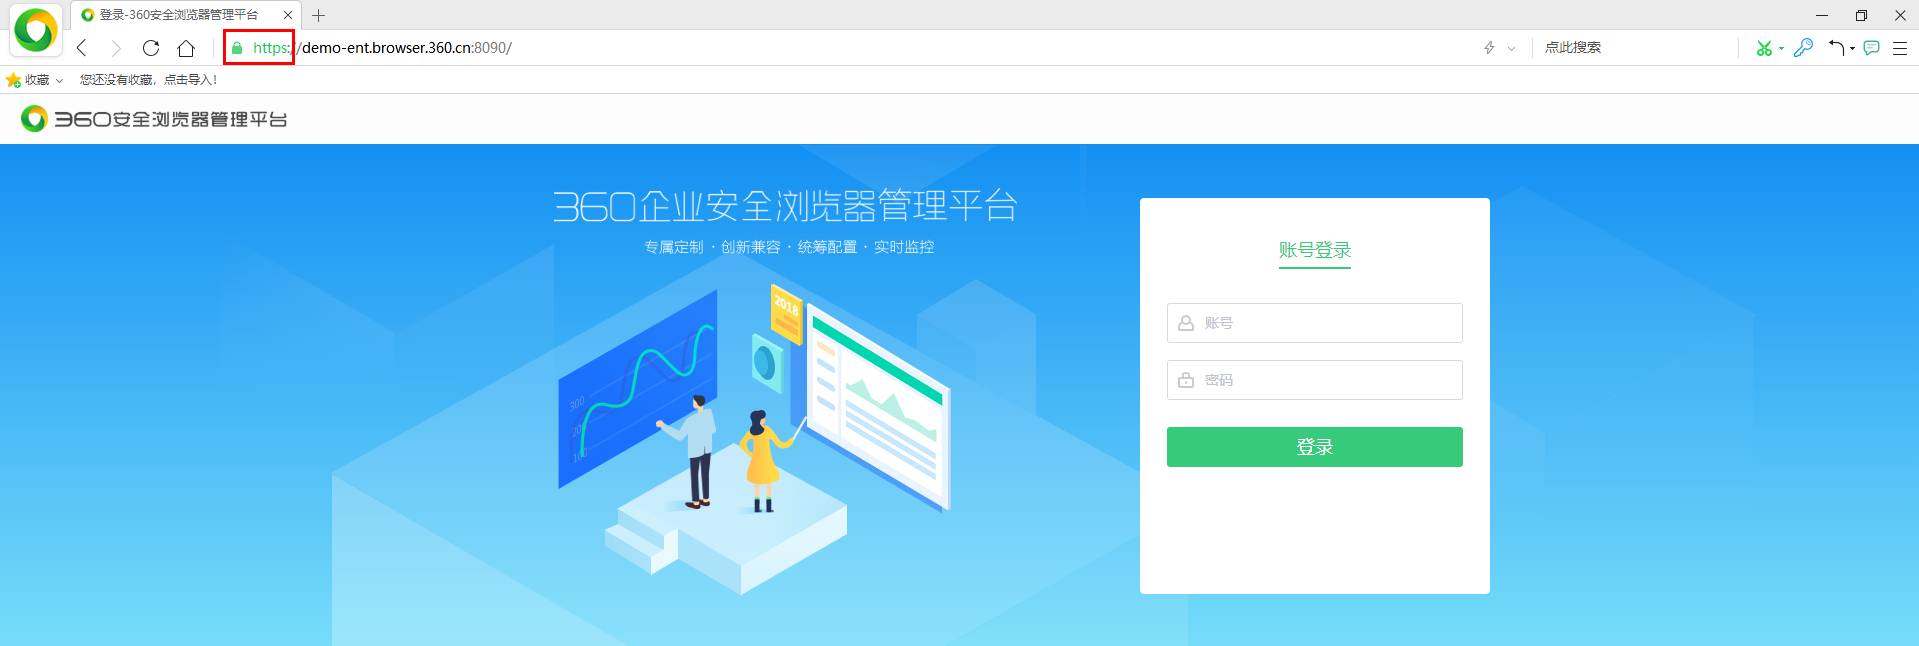 登录-360安全浏览器管理平台
https://demo-ent.browser.360.cn:8090/
点此搜索
收藏
您还没有收藏，点击导入！
360安全浏览器管理平台
360企业安全浏览器管理平台
专属定制 · 创新兼容 · 统筹配置 · 实时监控
账号登录
账号
密码
登录
2018
300
200
100